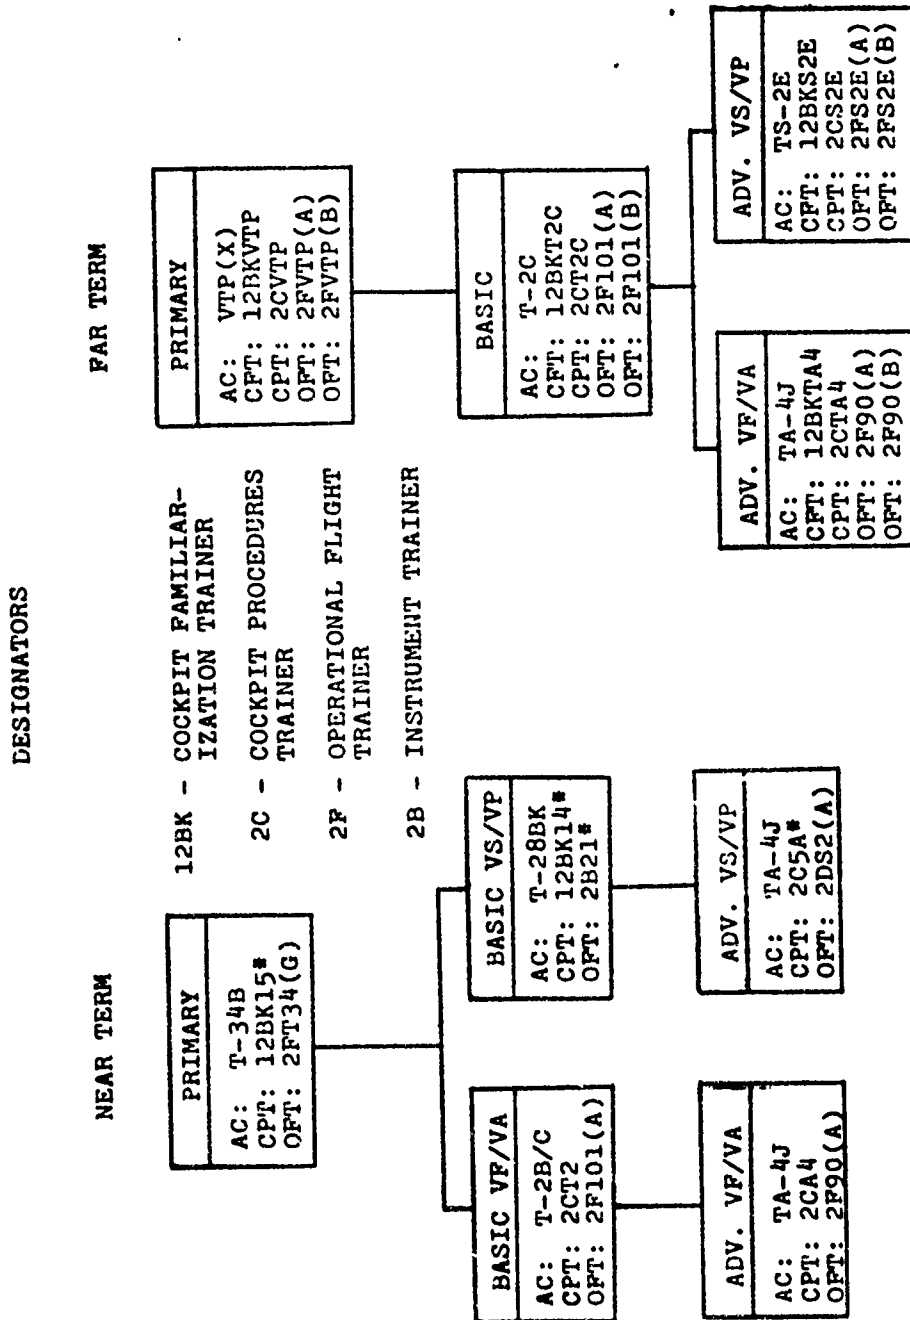 DESIGNATORS
NEAR TERM
PRIMARY
AC: T-34B
CPT: 12BK15*
OFT: 2FT34(G)
BASIC VF/VA
AC: T-2B/C
CPT: 2CT2
OFT: 2F101(A)
BASIC VS/VP
AC: T-28BK
CPT: 12BK14*
OFT: 2B21*
ADV. VF/VA
AC: TA-4J
CPT: 2CA4
OFT: 2F90(A)
ADV. VS/VP
AC: TA-4J
CPT: 2C5A*
OFT: 2DS2(A)
12BK - COCKPIT FAMILIAR-
IZATION TRAINER
2C - COCKPIT PROCEDURES
TRAINER
2F - OPERATIONAL FLIGHT
TRAINER
2B - INSTRUMENT TRAINER
FAR TERM
PRIMARY
AC: VTP(X)
CFT: 12BKVTP
CPT: 2CVTP
OFT: 2FVTP(A)
OFT: 2FVTP(B)
BASIC
AC: T-2C
CFT: 12BKT2C
CPT: 2CT2C
OFT: 2F101(A)
OFT: 2F101(B)
ADV. VF/VA
AC: TA-4J
CFT: 12BKTA4
CPT: 2CTA4
OFT: 2F90(A)
OFT: 2F90(B)
ADV. VS/VP
AC: TS-2E
CFT: 12BKS2E
CPT: 2CS2E
OFT: 2FS2E(A)
OFT: 2FS2E(B)